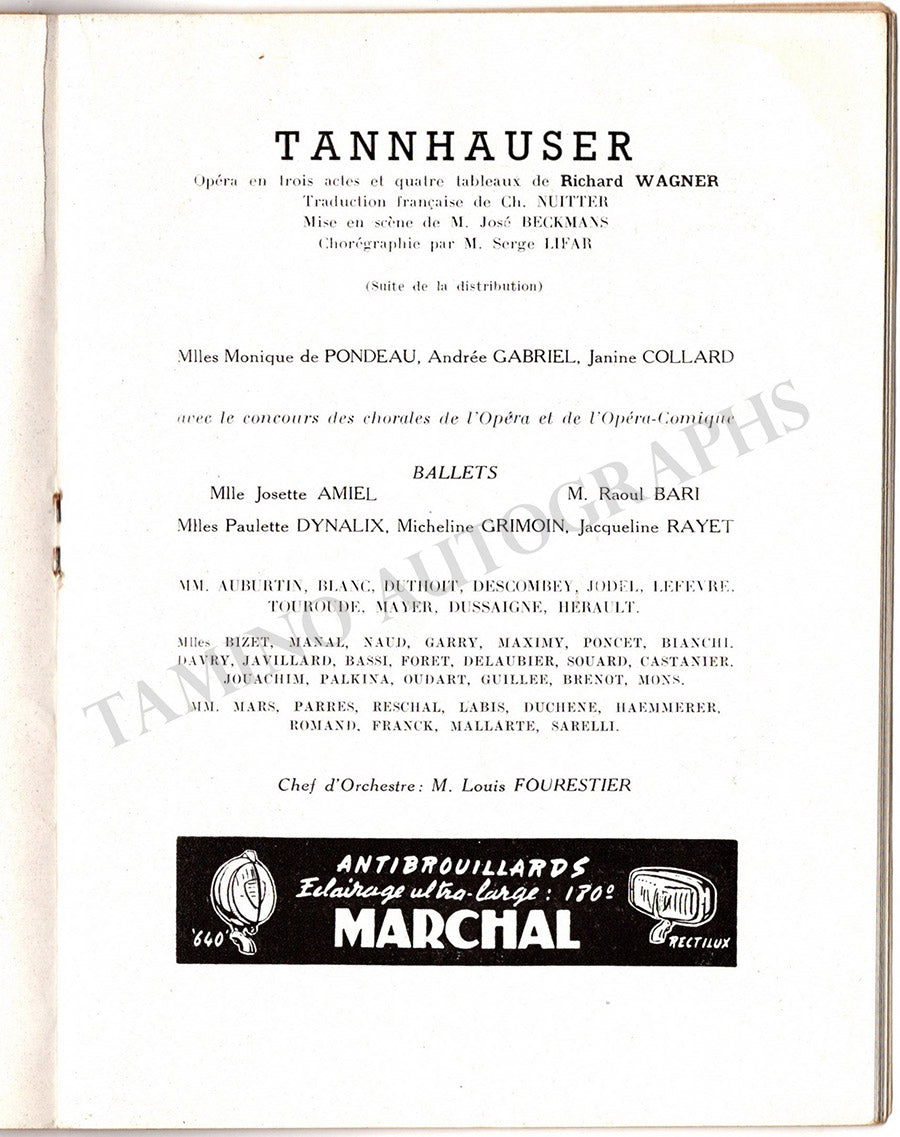 TANNHAUSER
Opéra en trois actes et quatre tableaux de Richard WAGNER
Traduction française de Ch. NUITTER
Mise en scène de M. José BECKMANS
Chorégraphie par M. Serge LIFAR
(Suite de la distribution)
Mlles Monique de PONDEAU, Andrée GABRIEL, Janine COLLARD
avec le concours des chorales de l'Opéra et de l'Opéra-Comique
BALLETS
Mlle Josette AMIEL M. Raoul BARI
Mlles Paulette DYNALIX, Micheline GRIMOIN, Jacqueline RAYET
MM. AUBURTIN, BLANC, DUTHOIT, DESCOMBEY, JODEL, LEFEVRE,
TOUROUDE, MAYER, DUSSAIGNE, HERAULT.
Mlles BIZET, MANAL, NAUD, GARRY, MAXIMY, PONCET, BIANCHI,
DAVRY, JAVILLARD, BASSI, FORET, DELAUBIER, SOUARD, CASTANIER,
JOUACHIM, PALKINA, OUDART, GUILLEE, BRENOT, MONS.
MM. MARS, PARRES, RESCHAL, LABIS, DUCHENE, HAEMMERER,
ROMAND, FRANCK, MALLARTE, SARELLI.
Chef d'Orchestre : M. Louis FOURESTIER
ANTIBROUILLARDS
Eclairage ultra-large : 180º
MARCHAL
'640'
RECTILUX
TAMINO AUTOGRAPHS